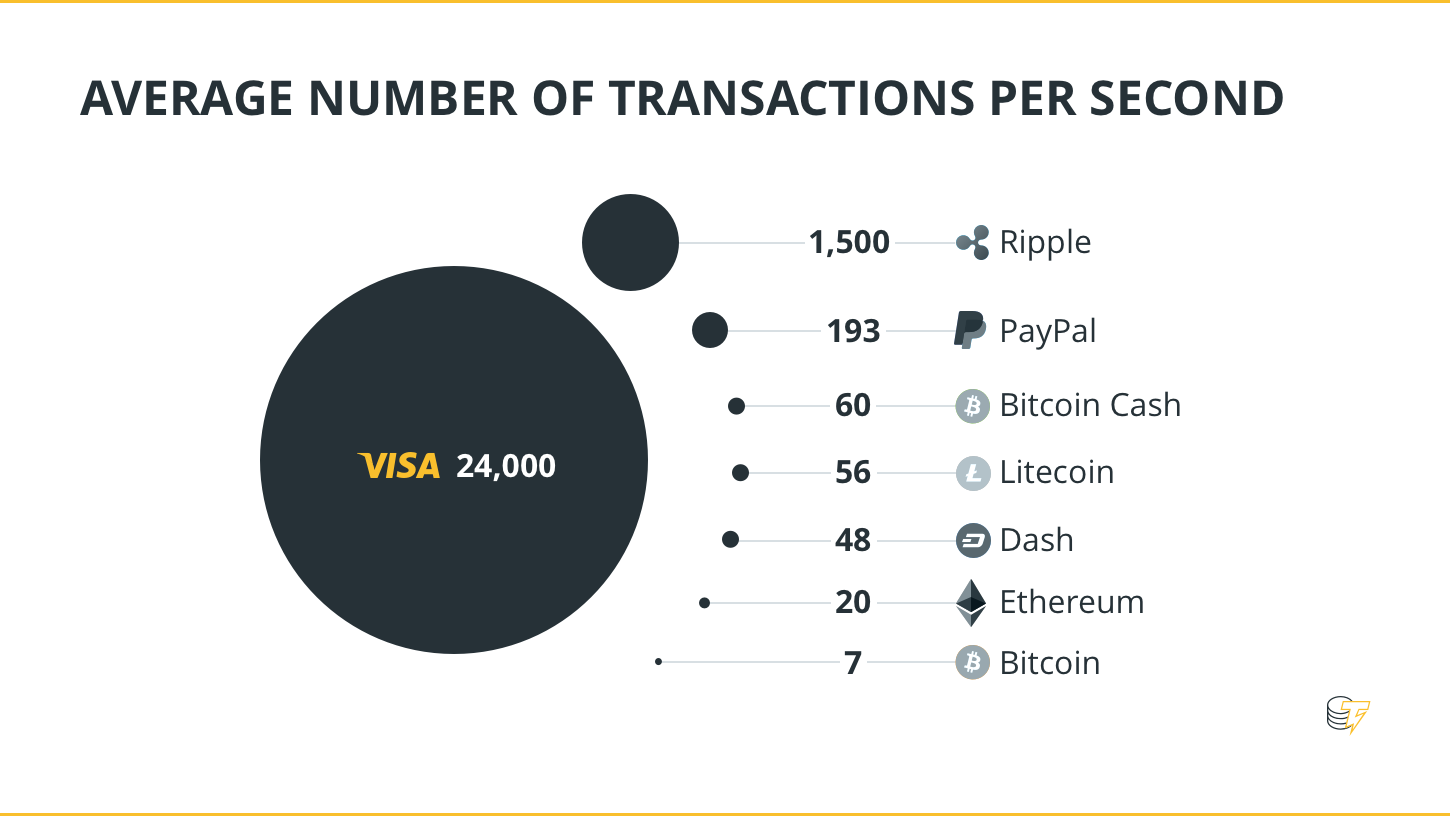 AVERAGE NUMBER OF TRANSACTIONS PER SECOND
1,500 Ripple
193 PayPal
60 Bitcoin Cash
VISA 24,000
56 Litecoin
48 Dash
20 Ethereum
7 Bitcoin